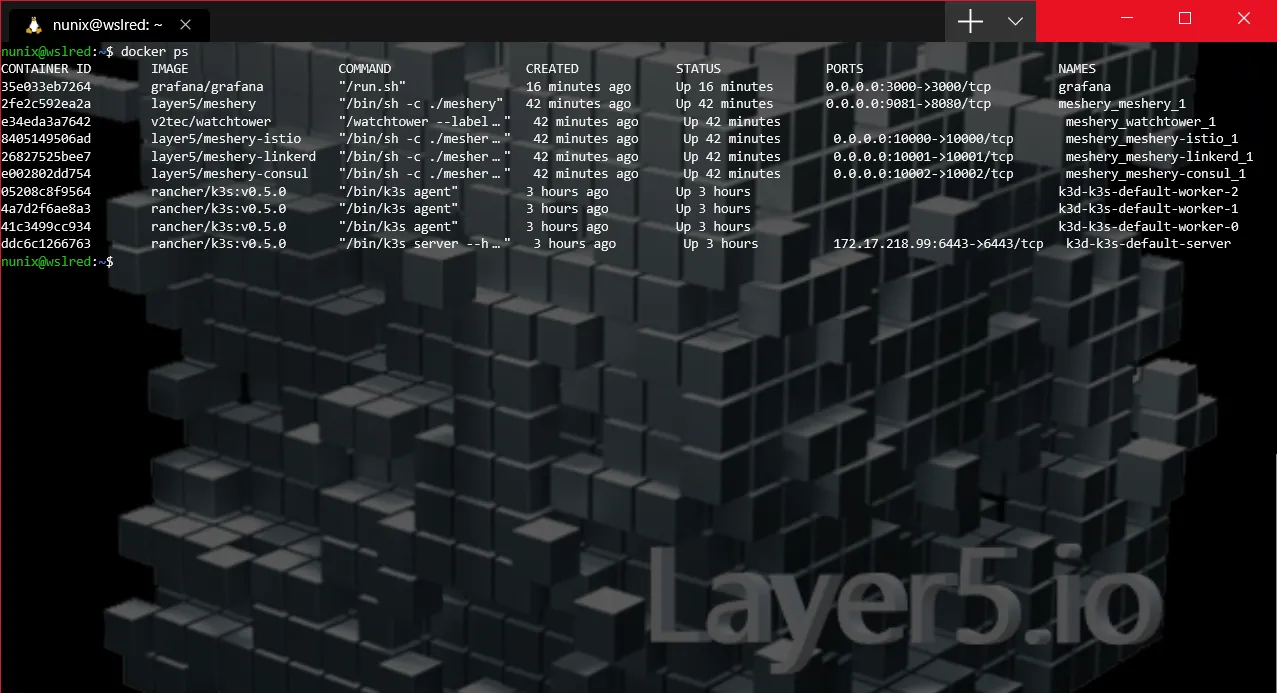 nunix@wslred: ~
nunix@wslred:~$ docker ps
CONTAINER ID        IMAGE                    COMMAND                  CREATED             STATUS              PORTS                          NAMES
35e033eb7264        grafana/grafana          "/run.sh"                16 minutes ago      Up 16 minutes       0.0.0.0:3000->3000/tcp         grafana
2fe2c592ea2a        layer5/meshery           "/bin/sh -c ./meshery"   42 minutes ago      Up 42 minutes       0.0.0.0:9081->8080/tcp         meshery_meshery_1
e34eda3a7642        v2tec/watchtower         "/watchtower --label…"   42 minutes ago      Up 42 minutes                                      meshery_watchtower_1
8405149506ad        layer5/meshery-istio     "/bin/sh -c ./mesher…"   42 minutes ago      Up 42 minutes       0.0.0.0:10000->10000/tcp       meshery_meshery-istio_1
26827525bee7        layer5/meshery-linkerd   "/bin/sh -c ./mesher…"   42 minutes ago      Up 42 minutes       0.0.0.0:10001->10001/tcp       meshery_meshery-linkerd_1
e002802dd754        layer5/meshery-consul    "/bin/sh -c ./mesher…"   42 minutes ago      Up 42 minutes       0.0.0.0:10002->10002/tcp       meshery_meshery-consul_1
05208c8f9564        rancher/k3s:v0.5.0       "/bin/k3s agent"         3 hours ago         Up 3 hours                                         k3d-k3s-default-worker-2
4a7d2f6ae8a3        rancher/k3s:v0.5.0       "/bin/k3s agent"         3 hours ago         Up 3 hours                                         k3d-k3s-default-worker-1
41c3499cc934        rancher/k3s:v0.5.0       "/bin/k3s agent"         3 hours ago         Up 3 hours                                         k3d-k3s-default-worker-0
ddc6c1266763        rancher/k3s:v0.5.0       "/bin/k3s server --h…"   3 hours ago         Up 3 hours          172.17.218.99:6443->6443/tcp   k3d-k3s-default-server
nunix@wslred:~$
Layer5.io